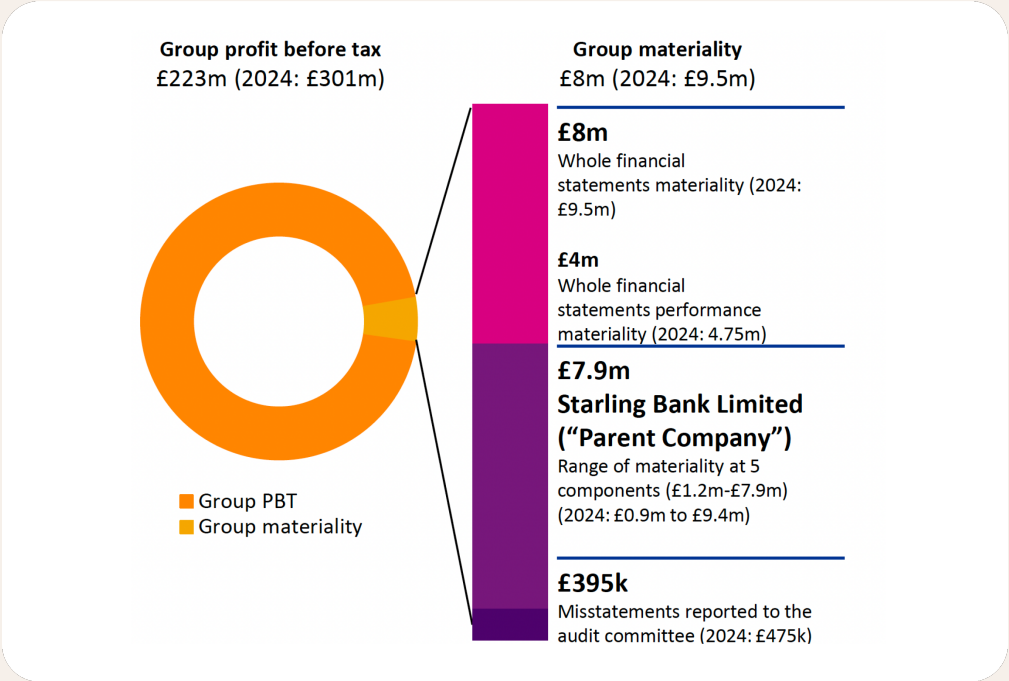 Group profit before tax
£223m (2024: £301m)
Group PBT
Group materiality
Group materiality
£8m (2024: £9.5m)
£8m
Whole financial
statements materiality (2024:
£9.5m)
£4m
Whole financial
statements performance
materiality (2024: 4.75m)
£7.9m
Starling Bank Limited
(“Parent Company”)
Range of materiality at 5
components (£1.2m-£7.9m)
(2024: £0.9m to £9.4m)
£395k
Misstatements reported to the
audit committee (2024: £475k)